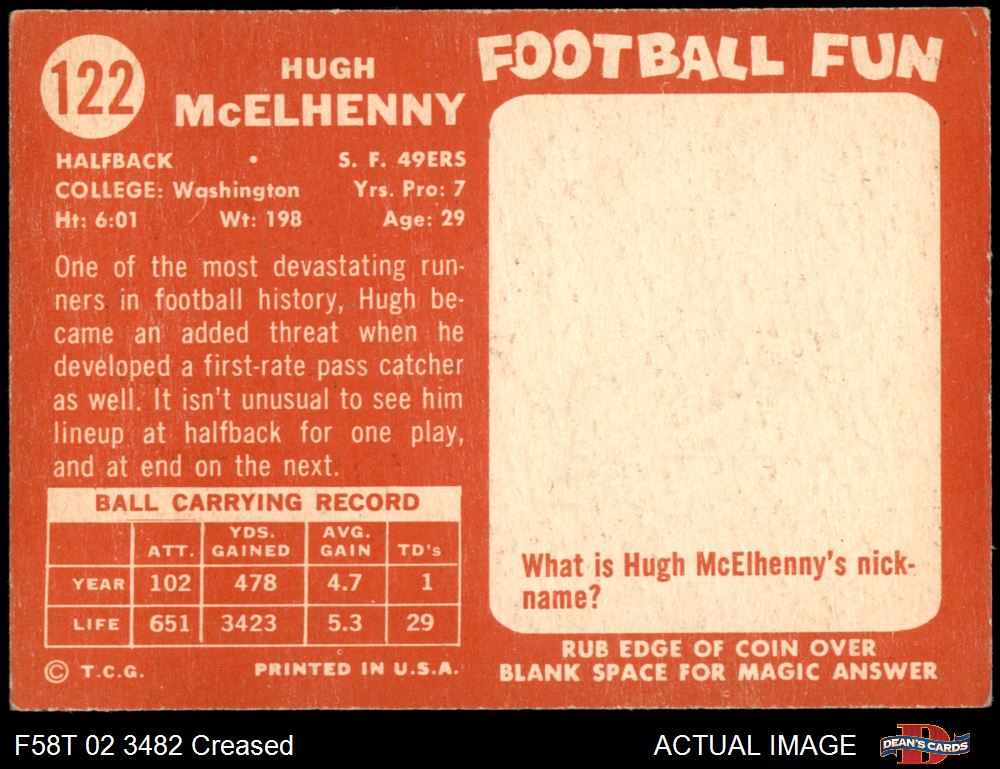 122
HUGH
McELHENNY
HALFBACK • S. F. 49ERS
COLLEGE: Washington Yrs. Pro: 7
Ht: 6:01 Wt: 198 Age: 29
One of the most devastating run-
ners in football history, Hugh be-
came an added threat when he
developed a first-rate pass catcher
as well. It isn't unusual to see him
lineup at halfback for one play,
and at end on the next.
BALL CARRYING RECORD
ATT. YDS. GAINED AVG. GAIN TD's
YEAR 102 478 4.7 1
LIFE 651 3423 5.3 29
© T.C.G. PRINTED IN U.S.A.
FOOTBALL FUN
What is Hugh McElhenny's nick-
name?
RUB EDGE OF COIN OVER
BLANK SPACE FOR MAGIC ANSWER
F58T 02 3482 Creased ACTUAL IMAGE
D
DEAN'S CARDS